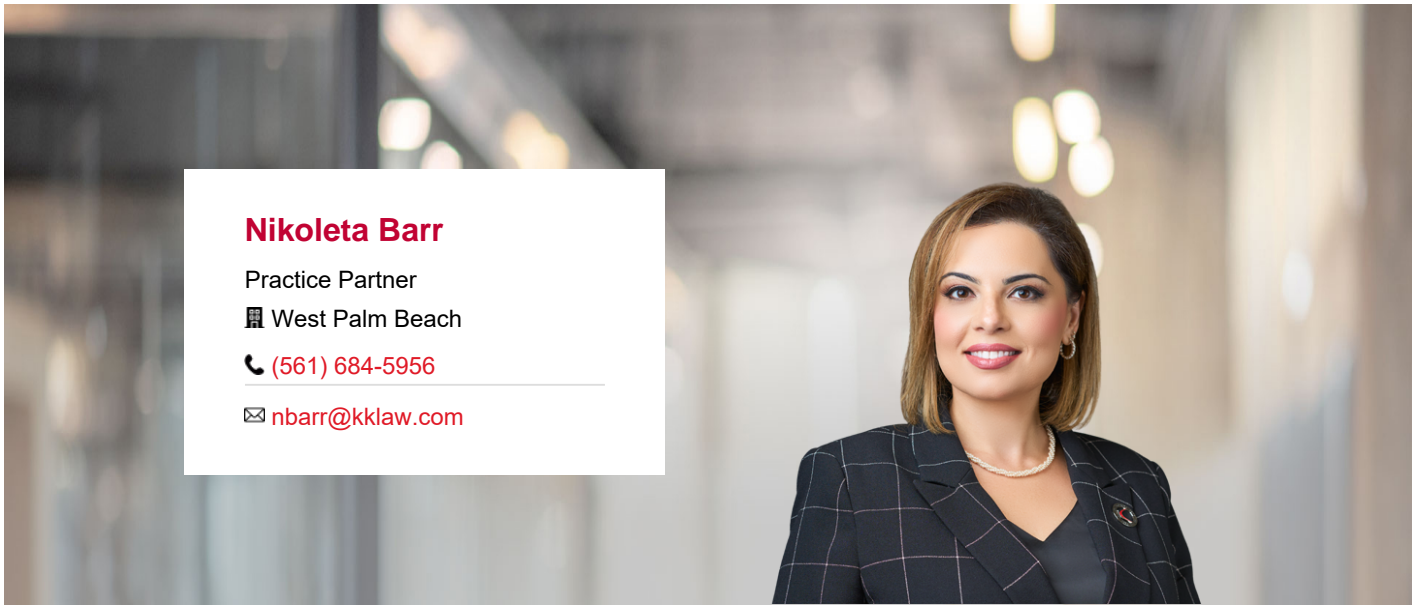 Nikoleta Barr
Practice Partner
West Palm Beach
(561) 684-5956
nbarr@kklaw.com